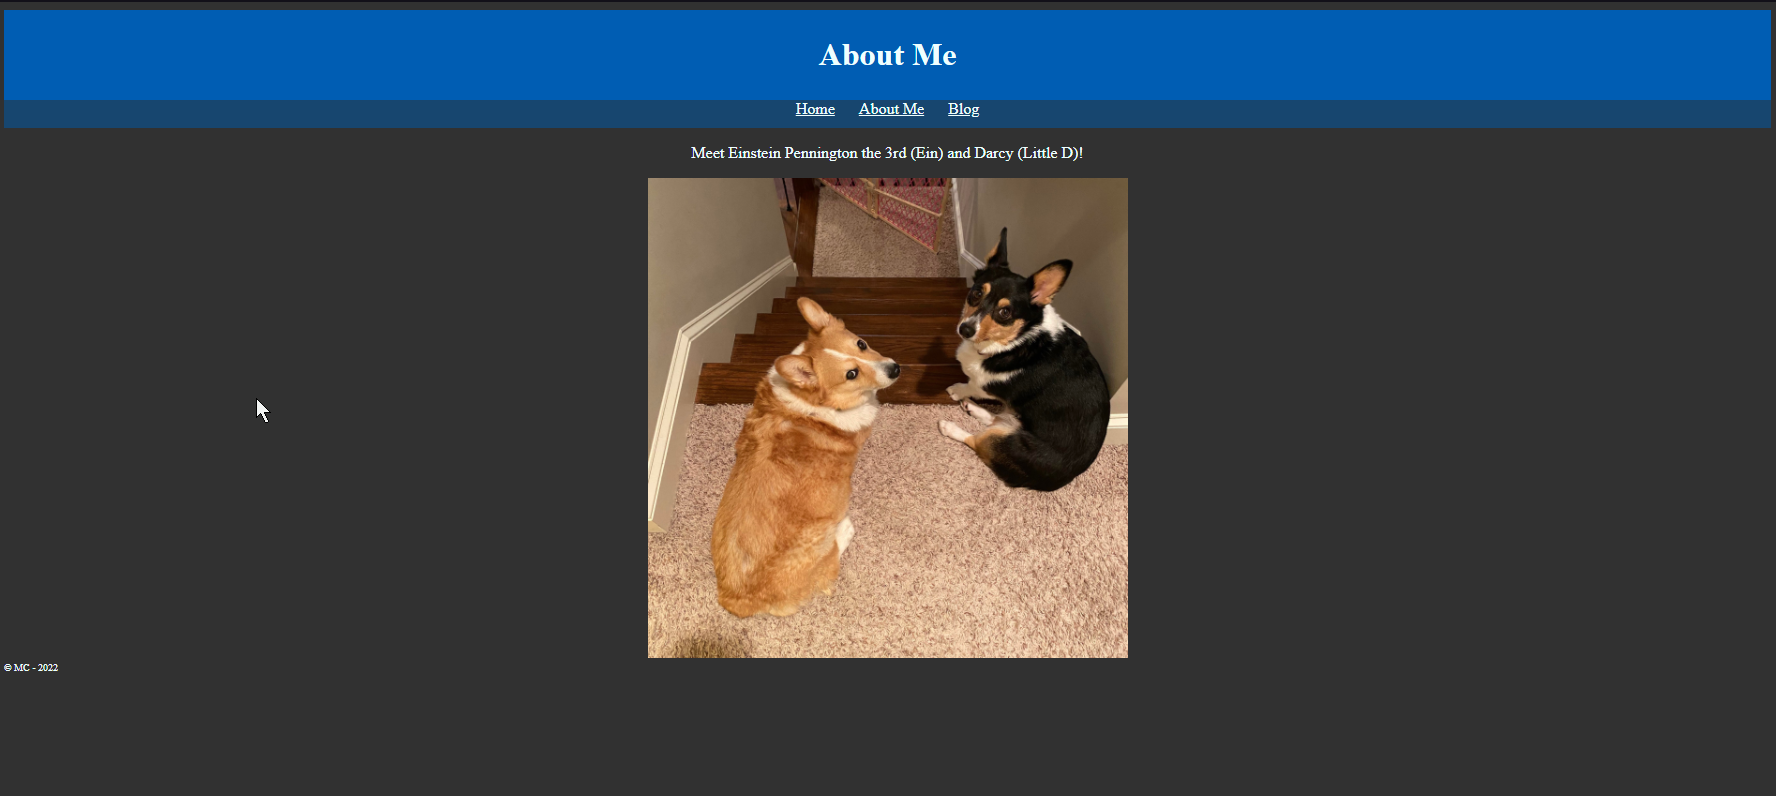 About Me
Home About Me Blog
Meet Einstein Pennington the 3rd (Ein) and Darcy (Little D)!
© MC - 2022